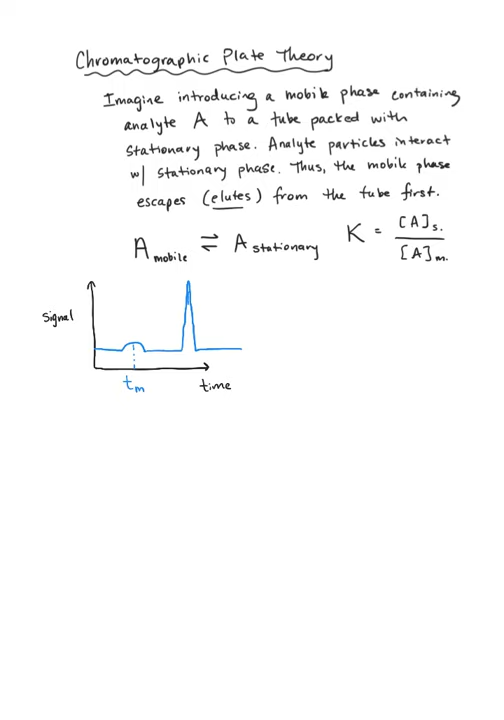 Chromatographic Plate Theory
Imagine introducing a mobile phase containing
analyte A to a tube packed with
stationary phase. Analyte particles interact
w/ stationary phase. Thus, the mobile phase
escapes (elutes) from the tube first.
A mobile ⇌ A stationary K = [A]s. / [A]m.
Signal
tm time